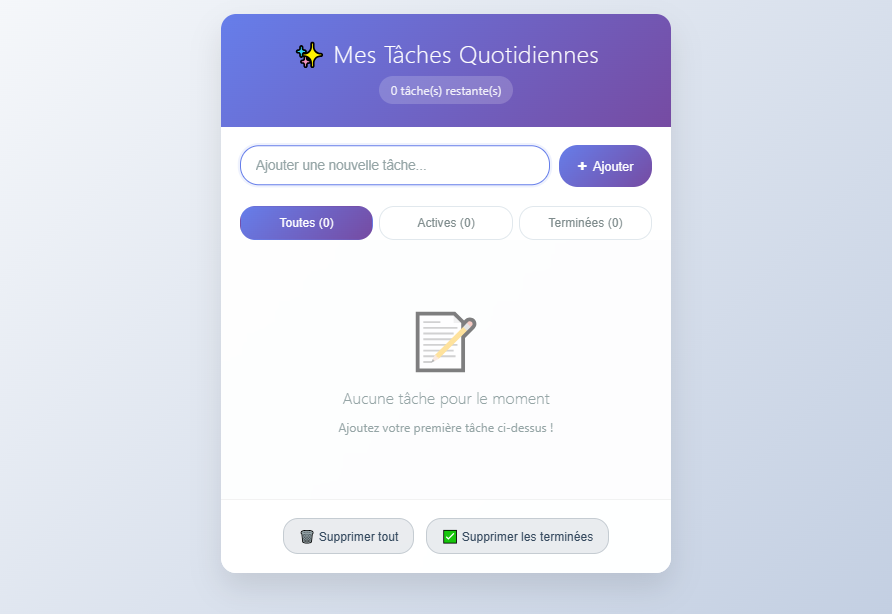 ✨ Mes Tâches Quotidiennes
0 tâche(s) restante(s)
Ajouter une nouvelle tâche...
+ Ajouter
Toutes (0)
Actives (0)
Terminées (0)
Aucune tâche pour le moment
Ajoutez votre première tâche ci-dessus !
🗑️ Supprimer tout
✅ Supprimer les terminées